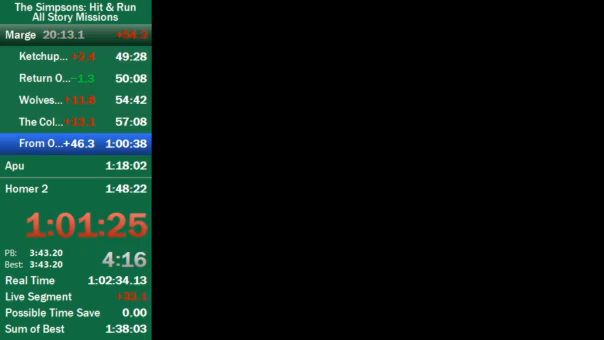 The Simpsons: Hit & Run
All Story Missions
Marge 20:13.1 +54.3
Ketchup... +2.4 49:28
Return O... −1.3 50:08
Wolves... +11.8 54:42
The Col... +13.1 57:08
From O... +46.3 1:00:38
Apu 1:18:02
Homer 2 1:48:22
1:01:25
PB: 3:43.20
Best: 3:43.20
4:16
Real Time 1:02:34.13
Live Segment +33.1
Possible Time Save 0.00
Sum of Best 1:38:03